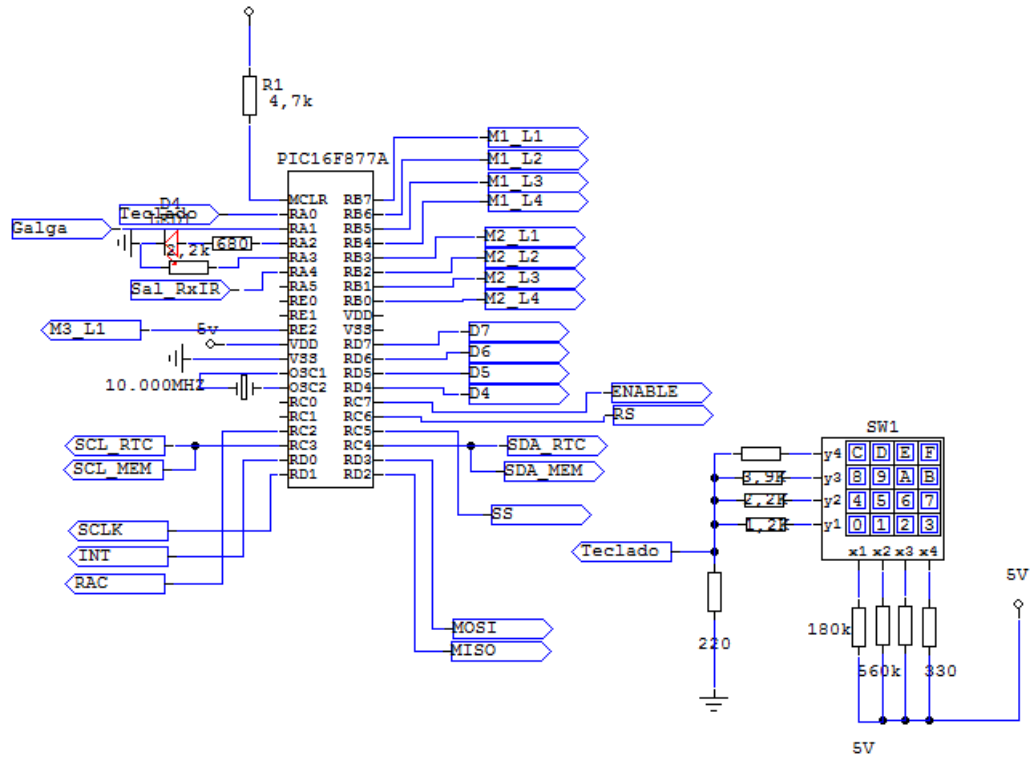 R1
4,7k
PIC16F877A
MCLR RB7
RA0 RB6
RA1 RB5
RA2 RB4
RA3 RB3
RA4 RB2
RA5 RB1
RE0 RB0
RE1 VDD
RE2 VSS
VDD RD7
VSS RD6
OSC1 RD5
OSC2 RD4
RC0 RC7
RC1 RC6
RC2 RC5
RC3 RC4
RD0 RD3
RD1 RD2
D4
Teclado
Galga
680
2,2k
Sal_RxIR
M3_L1
5v
10.000MHZ
SCL_RTC
SCL_MEM
SCLK
INT
RAC
M1_L1
M1_L2
M1_L3
M1_L4
M2_L1
M2_L2
M2_L3
M2_L4
D7
D6
D5
D4
ENABLE
RS
SDA_RTC
SDA_MEM
SS
MOSI
MISO
SW1
y4 C D E F
y3 8 9 A B
y2 4 5 6 7
y1 0 1 2 3
x1 x2 x3 x4
3,9K
2,2K
1,2K
Teclado
220
180k
560k
330
5V
5V